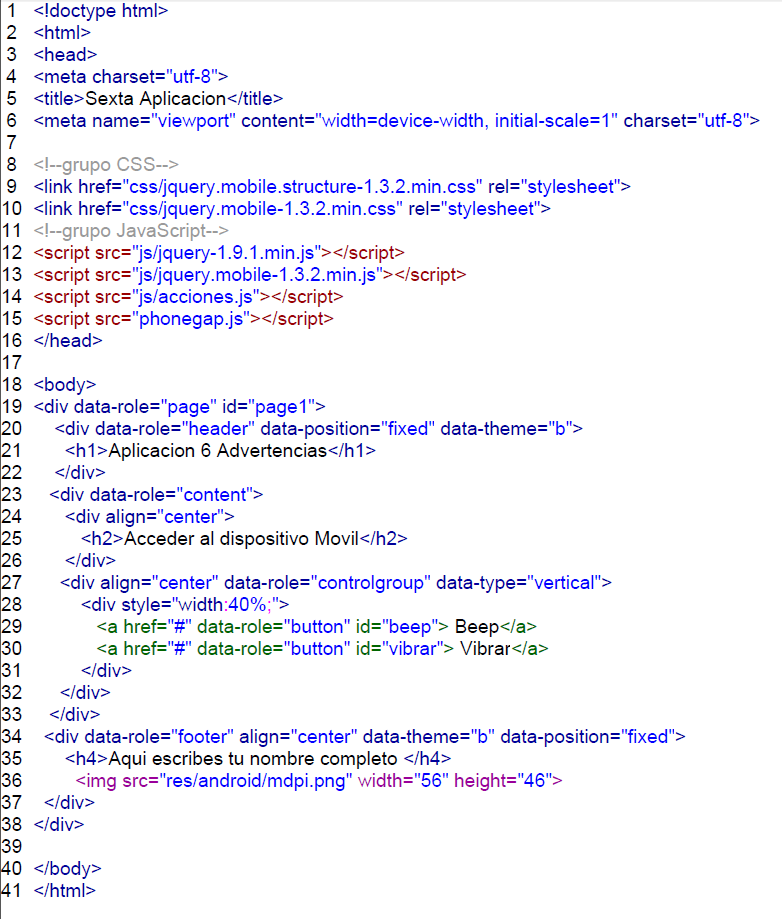 1 <!doctype html>
2 <html>
3 <head>
4 <meta charset="utf-8">
5 <title>Sexta Aplicacion</title>
6 <meta name="viewport" content="width=device-width, initial-scale=1" charset="utf-8">
7
8 <!--grupo CSS-->
9 <link href="css/jquery.mobile.structure-1.3.2.min.css" rel="stylesheet">
10 <link href="css/jquery.mobile-1.3.2.min.css" rel="stylesheet">
11 <!--grupo JavaScript-->
12 <script src="js/jquery-1.9.1.min.js"></script>
13 <script src="js/jquery.mobile-1.3.2.min.js"></script>
14 <script src="js/acciones.js"></script>
15 <script src="phonegap.js"></script>
16 </head>
17
18 <body>
19 <div data-role="page" id="page1">
20 <div data-role="header" data-position="fixed" data-theme="b">
21 <h1>Aplicacion 6 Advertencias</h1>
22 </div>
23 <div data-role="content">
24 <div align="center">
25 <h2>Acceder al dispositivo Movil</h2>
26 </div>
27 <div align="center" data-role="controlgroup" data-type="vertical">
28 <div style="width:40%;">
29 <a href="#" data-role="button" id="beep"> Beep</a>
30 <a href="#" data-role="button" id="vibrar"> Vibrar</a>
31 </div>
32 </div>
33 </div>
34 <div data-role="footer" align="center" data-theme="b" data-position="fixed">
35 <h4>Aqui escribes tu nombre completo </h4>
36 <img src="res/android/mdpi.png" width="56" height="46">
37 </div>
38 </div>
39
40 </body>
41 </html>